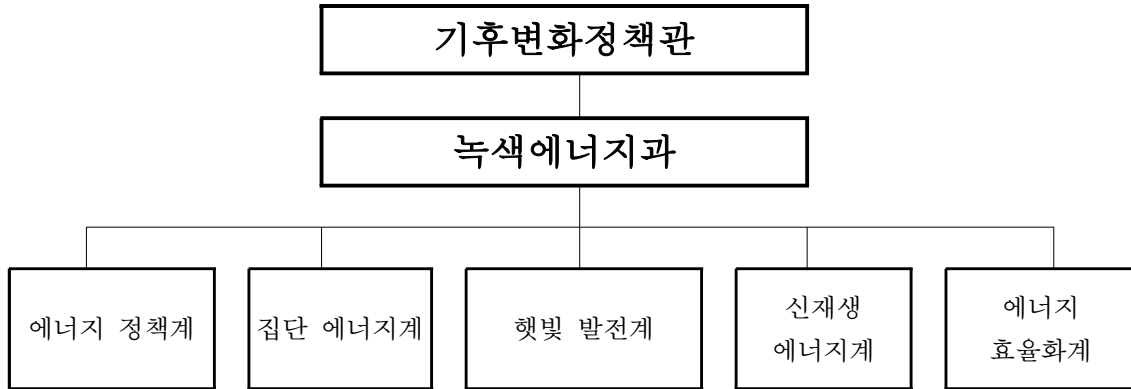 기후변화정책관
녹색에너지과
에너지 정책계
집단 에너지계
햇빛 발전계
신재생
에너지계
에너지
효율화계